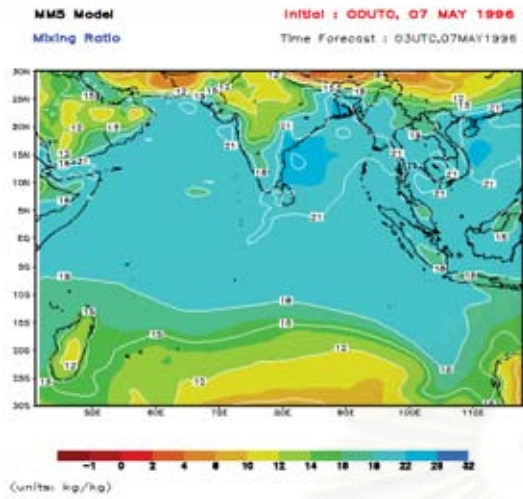 MM5 Model
Initial : 00UTC, 07 MAY 1996
Mixing Ratio
Time Forecast : 03UTC,07MAY1996
30N
25N
20N
15N
10N
5N
EQ
5S
10S
15S
20S
25S
30S
50E 60E 70E 80E 90E 100E 110E
-1 0 2 4 8 10 12 14 16 18 22 28 32
(units: kg/kg)